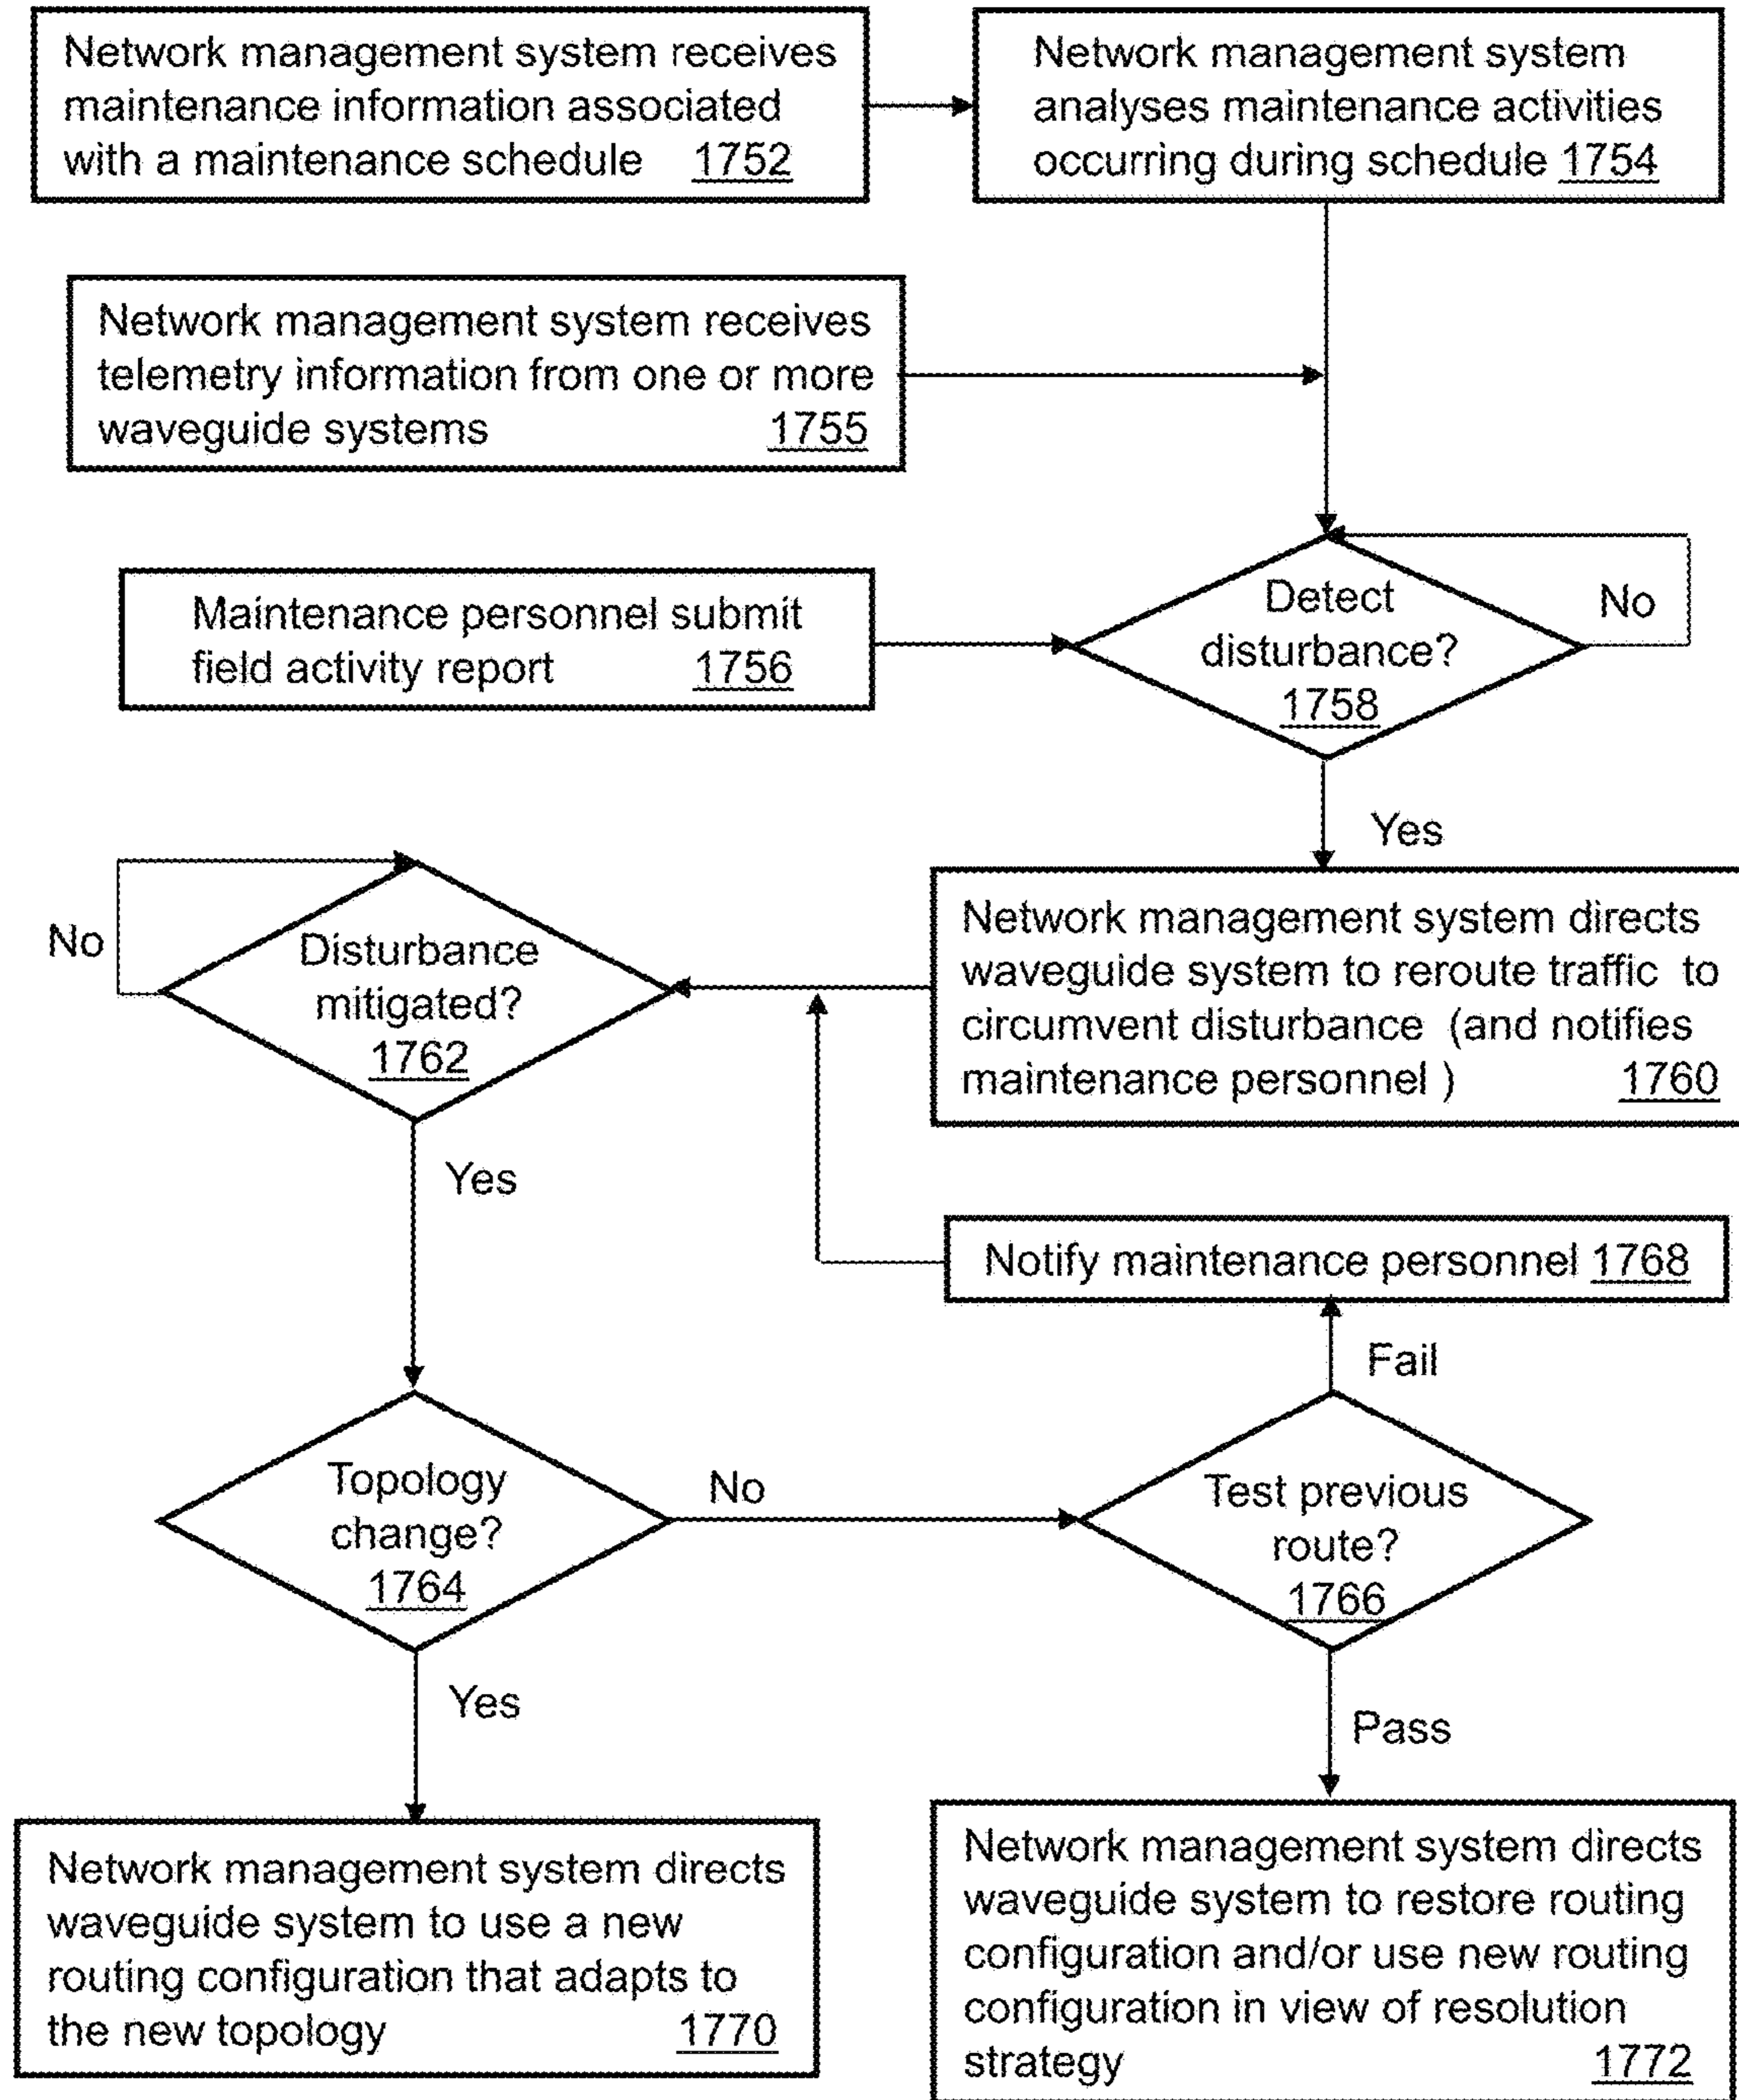 Network management system receives
maintenance information associated
with a maintenance schedule 1752
Network management system
analyses maintenance activities
occurring during schedule 1754
Network management system receives
telemetry information from one or more
waveguide systems 1755
Maintenance personnel submit
field activity report 1756
Detect
disturbance?
1758
No
Yes
Network management system directs
waveguide system to reroute traffic to
circumvent disturbance (and notifies
maintenance personnel ) 1760
No
Disturbance
mitigated?
1762
Yes
Notify maintenance personnel 1768
Fail
Topology
change?
1764
No
Test previous
route?
1766
Yes
Pass
Network management system directs
waveguide system to use a new
routing configuration that adapts to
the new topology 1770
Network management system directs
waveguide system to restore routing
configuration and/or use new routing
configuration in view of resolution
strategy 1772